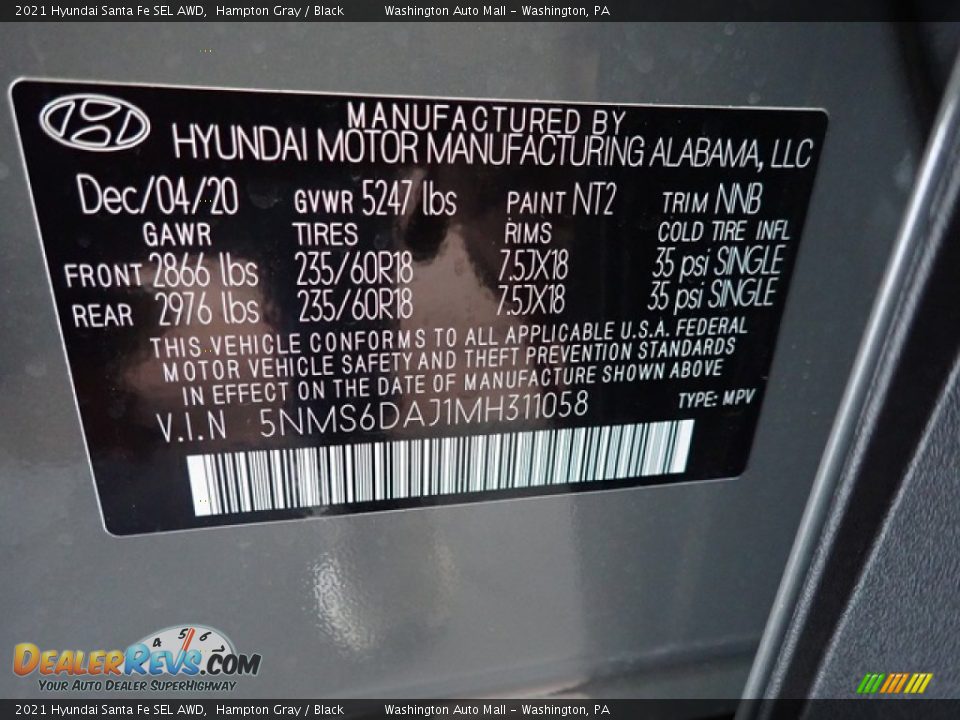 2021 Hyundai Santa Fe SEL AWD, Hampton Gray / Black Washington Auto Mall - Washington, PA
MANUFACTURED BY
HYUNDAI MOTOR MANUFACTURING ALABAMA, LLC
Dec/04/20 GVWR 5247 lbs PAINT NT2 TRIM NNB
GAWR TIRES RIMS COLD TIRE INFL
FRONT 2866 lbs 235/60R18 7.5JX18 35 psi SINGLE
REAR 2976 lbs 235/60R18 7.5JX18 35 psi SINGLE
THIS VEHICLE CONFORMS TO ALL APPLICABLE U.S.A. FEDERAL
MOTOR VEHICLE SAFETY AND THEFT PREVENTION STANDARDS
IN EFFECT ON THE DATE OF MANUFACTURE SHOWN ABOVE
V.I.N 5NMS6DAJ1MH311058 TYPE: MPV
4 5 6
DEALERREVS.COM
YOUR AUTO DEALER SUPERHIGHWAY
2021 Hyundai Santa Fe SEL AWD, Hampton Gray / Black Washington Auto Mall - Washington, PA